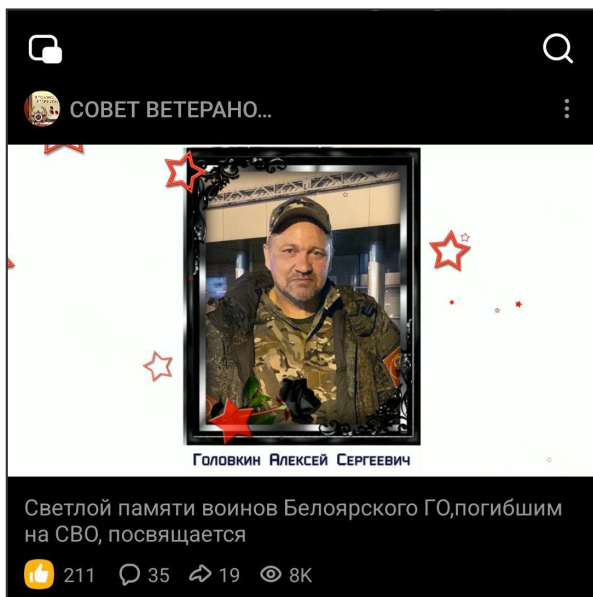 СОВЕТ ВЕТЕРАНО...
Головкин Алексей Сергеевич
Светлой памяти воинов Белоярского ГО,погибшим
на СВО, посвящается
211 35 19 8K